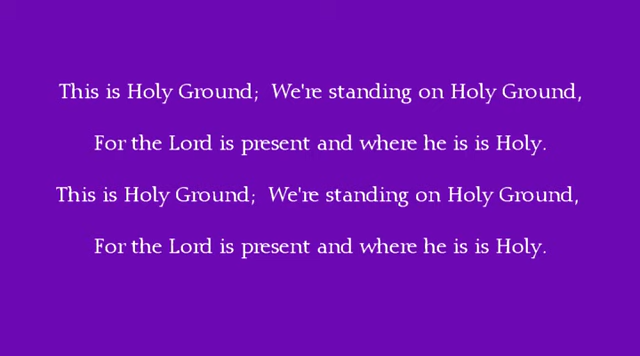 This is Holy Ground;  We're standing on Holy Ground,
For the Lord is present and where he is is Holy.
This is Holy Ground;  We're standing on Holy Ground,
For the Lord is present and where he is is Holy.